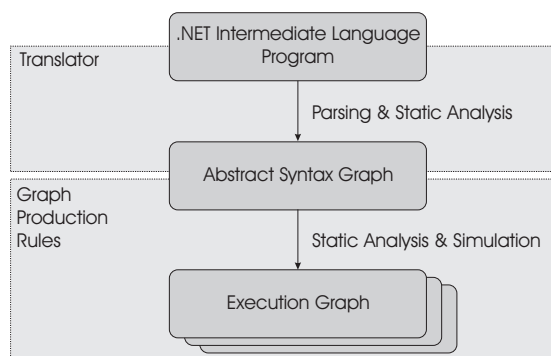 .NET Intermediate Language
Program
Translator
Parsing & Static Analysis
Abstract Syntax Graph
Graph
Production
Rules
Static Analysis & Simulation
Execution Graph